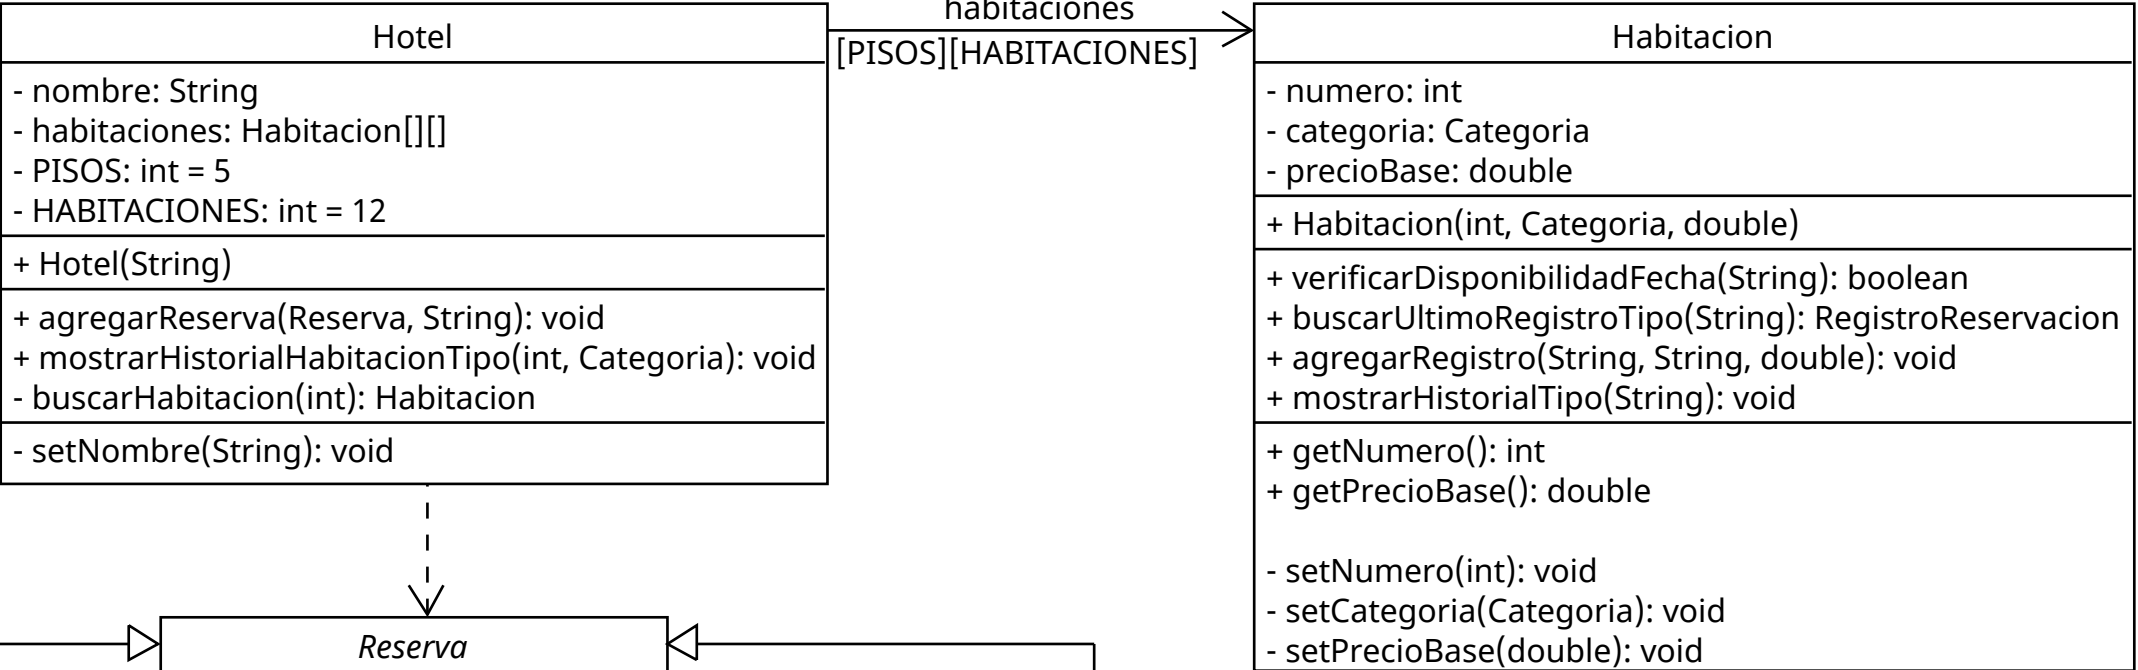 Hotel
- nombre: String
- habitaciones: Habitacion[][]
- PISOS: int = 5
- HABITACIONES: int = 12
+ Hotel(String)
+ agregarReserva(Reserva, String): void
+ mostrarHistorialHabitacionTipo(int, Categoria): void
- buscarHabitacion(int): Habitacion
- setNombre(String): void
habitaciones
[PISOS][HABITACIONES]
Habitacion
- numero: int
- categoria: Categoria
- precioBase: double
+ Habitacion(int, Categoria, double)
+ verificarDisponibilidadFecha(String): boolean
+ buscarUltimoRegistroTipo(String): RegistroReservacion
+ agregarRegistro(String, String, double): void
+ mostrarHistorialTipo(String): void
+ getNumero(): int
+ getPrecioBase(): double
- setNumero(int): void
- setCategoria(Categoria): void
- setPrecioBase(double): void
Reserva